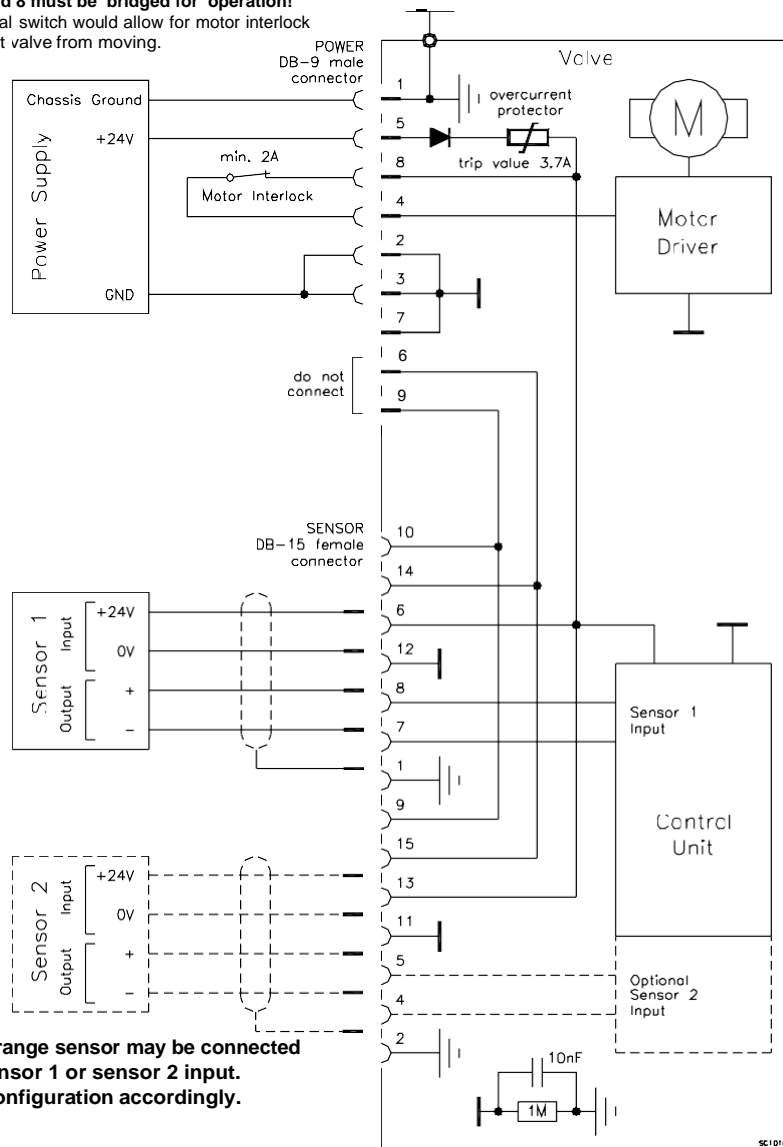 d 8 must be bridged for operation!
al switch would allow for motor interlock
t valve from moving.
POWER
DB-9 male
connector
Valve
Chassis Ground
1
overcurrent
protector
M
+24V
5
trip value 3,7A
min. 2A
8
Motor Interlock
4
Power Supply
Motor
Driver
2
3
GND
7
6
do not
connect
9
SENSOR
DB-15 female
connector
10
14
Sensor 1
Input
+24V
6
0V
12
Output
+
8
Sensor 1
Input
–
7
1
9
Control
Unit
15
Sensor 2
Input
+24V
13
0V
11
Output
+
5
Optional
Sensor 2
Input
–
4
2
range sensor may be connected
nsor 1 or sensor 2 input.
onfiguration accordingly.
10nF
1M